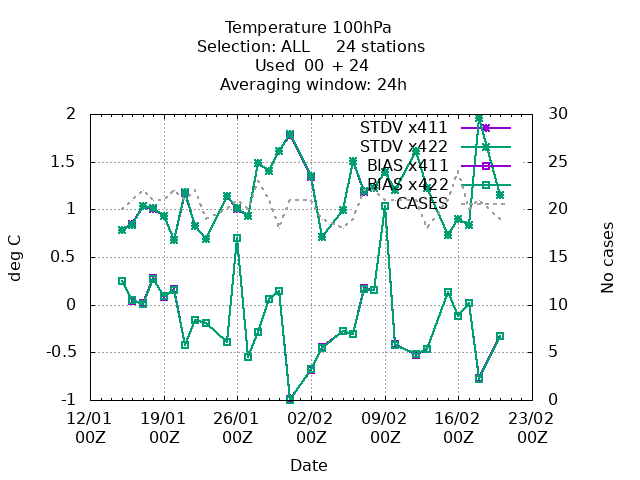 Temperature 100hPa
Selection: ALL 24 stations
Used 00 + 24
Averaging window: 24h
2
1.5
1
0.5
0
-0.5
-1
30
25
20
15
10
5
0
STDV x411
STDV x422
BIAS x411
BIAS x422
CASES
deg C
No cases
12/01 19/01 26/01 02/02 09/02 16/02 23/02
00Z 00Z 00Z 00Z 00Z 00Z 00Z
Date